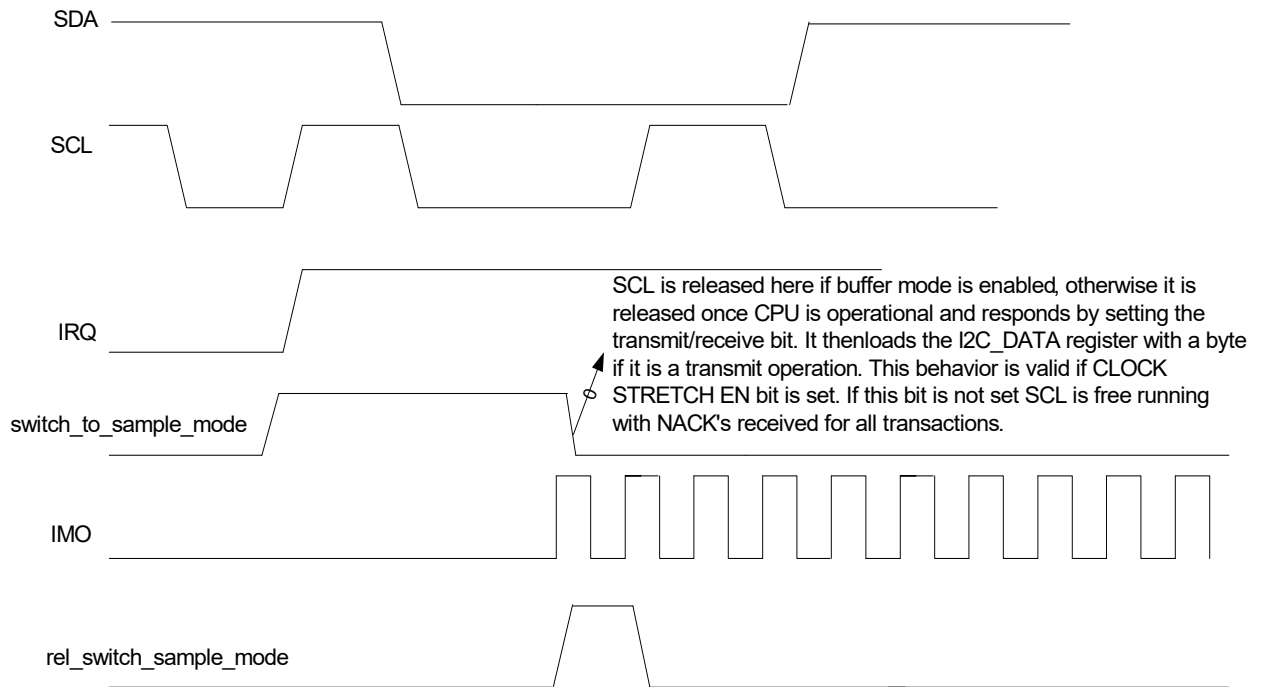 SDA
SCL
IRQ
SCL is released here if buffer mode is enabled, otherwise it is
released once CPU is operational and responds by setting the
transmit/receive bit. It thenloads the I2C_DATA register with a byte
if it is a transmit operation. This behavior is valid if CLOCK
STRETCH EN bit is set. If this bit is not set SCL is free running
with NACK's received for all transactions.
switch_to_sample_mode
IMO
rel_switch_sample_mode